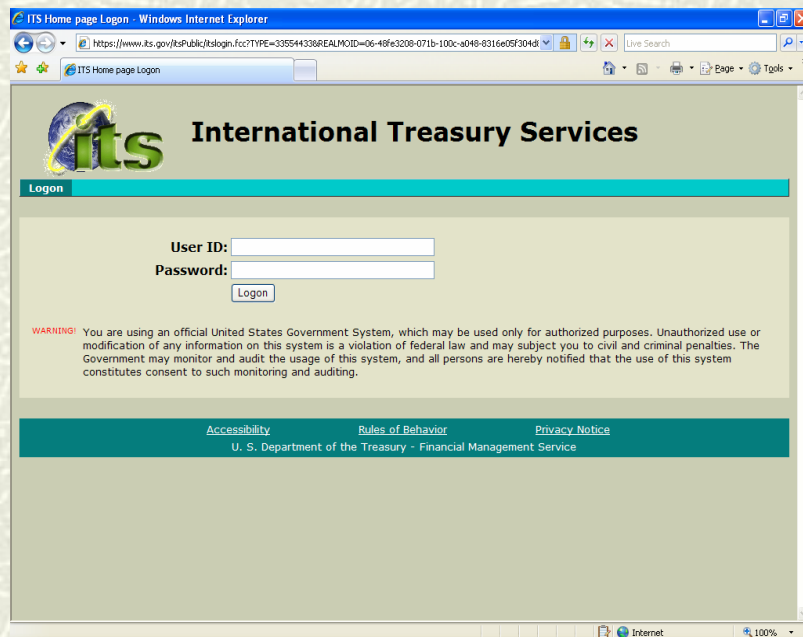 ITS Home page Logon - Windows Internet Explorer
https://www.its.gov/itsPublic/itslogin.fcc?TYPE=33554433&REALMOID=06-48fe3208-071b-100c-a048-8316e05f304d( Live Search
ITS Home page Logon Page Tools
its International Treasury Services
Logon
User ID:
Password:
Logon
WARNING! You are using an official United States Government System, which may be used only for authorized purposes. Unauthorized use or
modification of any information on this system is a violation of federal law and may subject you to civil and criminal penalties. The
Government may monitor and audit the usage of this system, and all persons are hereby notified that the use of this system
constitutes consent to such monitoring and auditing.
Accessibility Rules of Behavior Privacy Notice
U. S. Department of the Treasury - Financial Management Service
Internet 100%